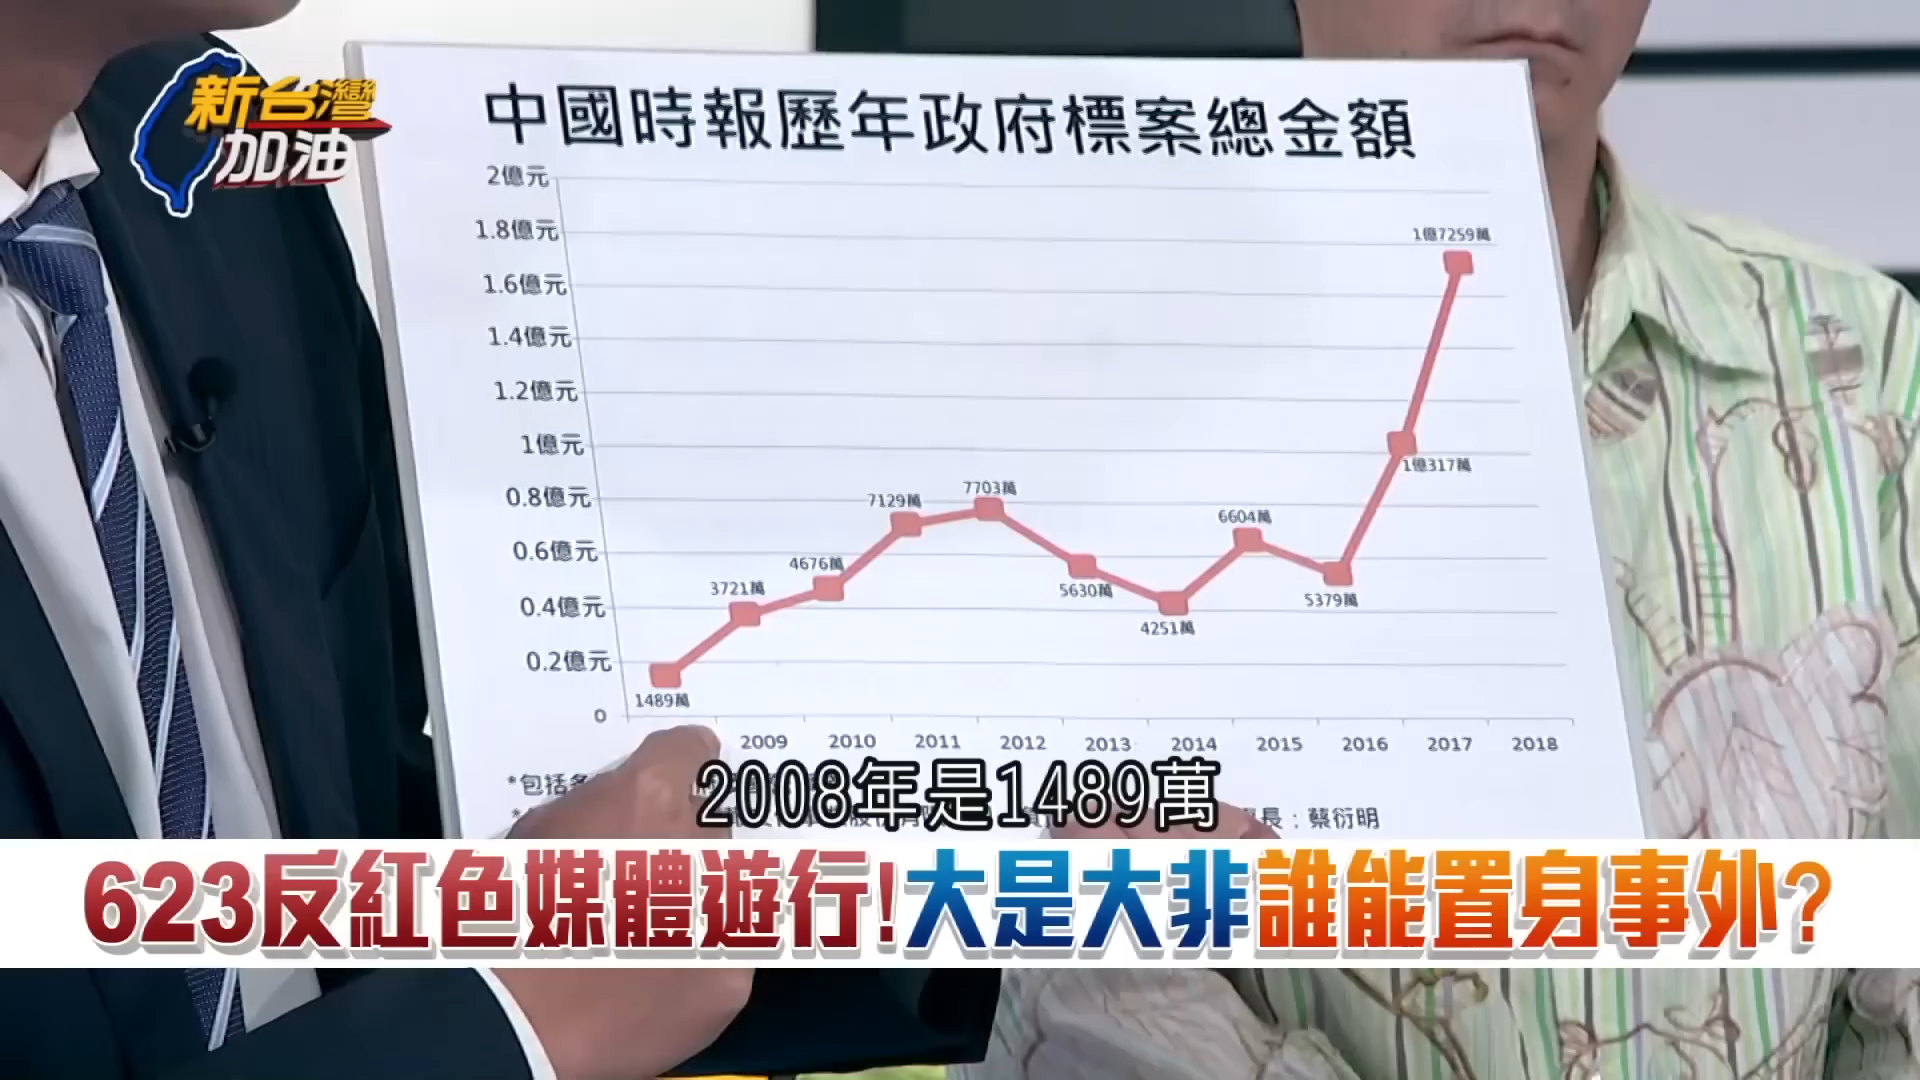 新台灣
加油
中國時報歷年政府標案總金額
2億元
1.8億元
1.6億元
1.4億元
1.2億元
1億元
0.8億元
0.6億元
0.4億元
0.2億元
0
1489萬
3721萬
4676萬
7129萬
7703萬
5630萬
4251萬
6604萬
5379萬
1億317萬
1億7259萬
2009 2010 2011 2012 2013 2014 2015 2016 2017 2018
*包括
長：蔡衍明
2008年是1489萬
623反紅色媒體遊行!大是大非誰能置身事外?